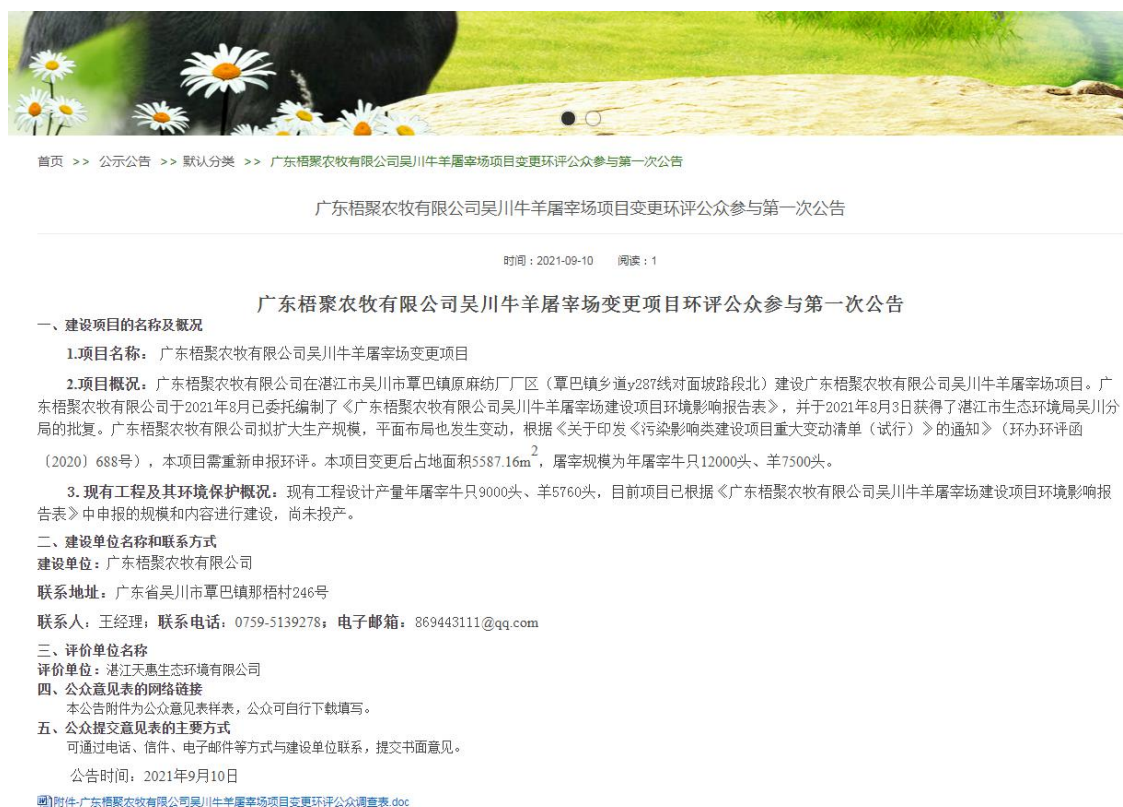 首页 >> 公示公告 >> 默认分类 >> 广东梧聚农牧有限公司吴川牛羊屠宰场项目变更环评公众参与第一次公告
广东梧聚农牧有限公司吴川牛羊屠宰场项目变更环评公众参与第一次公告
时间：2021-09-10 阅读：1
广东梧聚农牧有限公司吴川牛羊屠宰场变更项目环评公众参与第一次公告
一、建设项目的名称及概况
1.项目名称： 广东梧聚农牧有限公司吴川牛羊屠宰场变更项目
2.项目概况：广东梧聚农牧有限公司在湛江市吴川市覃巴镇原麻纺厂厂区（覃巴镇乡道y287线对面坡路段北）建设广东梧聚农牧有限公司吴川牛羊屠宰场项目。广
东梧聚农牧有限公司于2021年8月已委托编制了《广东梧聚农牧有限公司吴川牛羊屠宰场建设项目环境影响报告表》，并于2021年8月3日获得了湛江市生态环境局吴川分
局的批复。广东梧聚农牧有限公司拟扩大生产规模，平面布局也发生变动，根据《关于印发《污染影响类建设项目重大变动清单（试行）》的通知》（环办环评函
〔2020〕688号），本项目需重新申报环评。本项目变更后占地面积5587.16m²，屠宰规模为年屠宰牛只12000头、羊7500头。
3. 现有工程及其环境保护概况：现有工程设计产量年屠宰牛只9000头、羊5760头，目前项目已根据《广东梧聚农牧有限公司吴川牛羊屠宰场建设项目环境影响报
告表》中申报的规模和内容进行建设，尚未投产。
二、建设单位名称和联系方式
建设单位：广东梧聚农牧有限公司
联系地址：广东省吴川市覃巴镇那梧村246号
联系人：王经理；联系电话：0759-5139278；电子邮箱：869443111@qq.com
三、评价单位名称
评价单位：湛江天惠生态环境有限公司
四、公众意见表的网络链接
本公告附件为公众意见表样表，公众可自行下载填写。
五、公众提交意见表的主要方式
可通过电话、信件、电子邮件等方式与建设单位联系，提交书面意见。
公告时间：2021年9月10日
附件-广东梧聚农牧有限公司吴川牛羊屠宰场项目变更环评公众调查表.doc